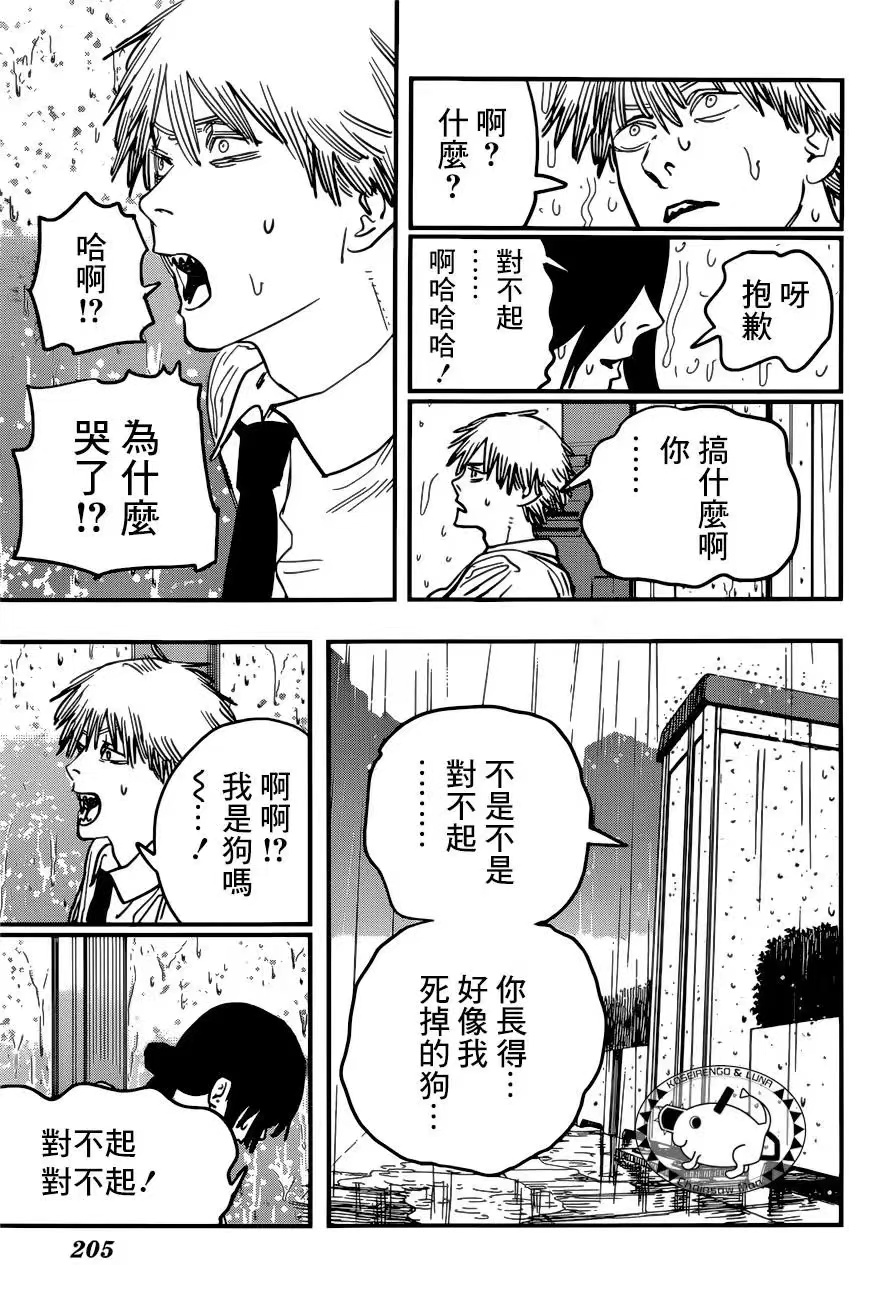 啊?
什麼?
呀
抱歉
對不起
……
啊哈哈哈!
搞什麼啊
你
……
哈啊!?
為什麼
哭了!?
不是不是
對不起
………
你長得…
好像我
死掉的狗…
啊啊!?
我是狗嗎
~…!
對不起
對不起!
KOSEIRENGO & LUNA
205